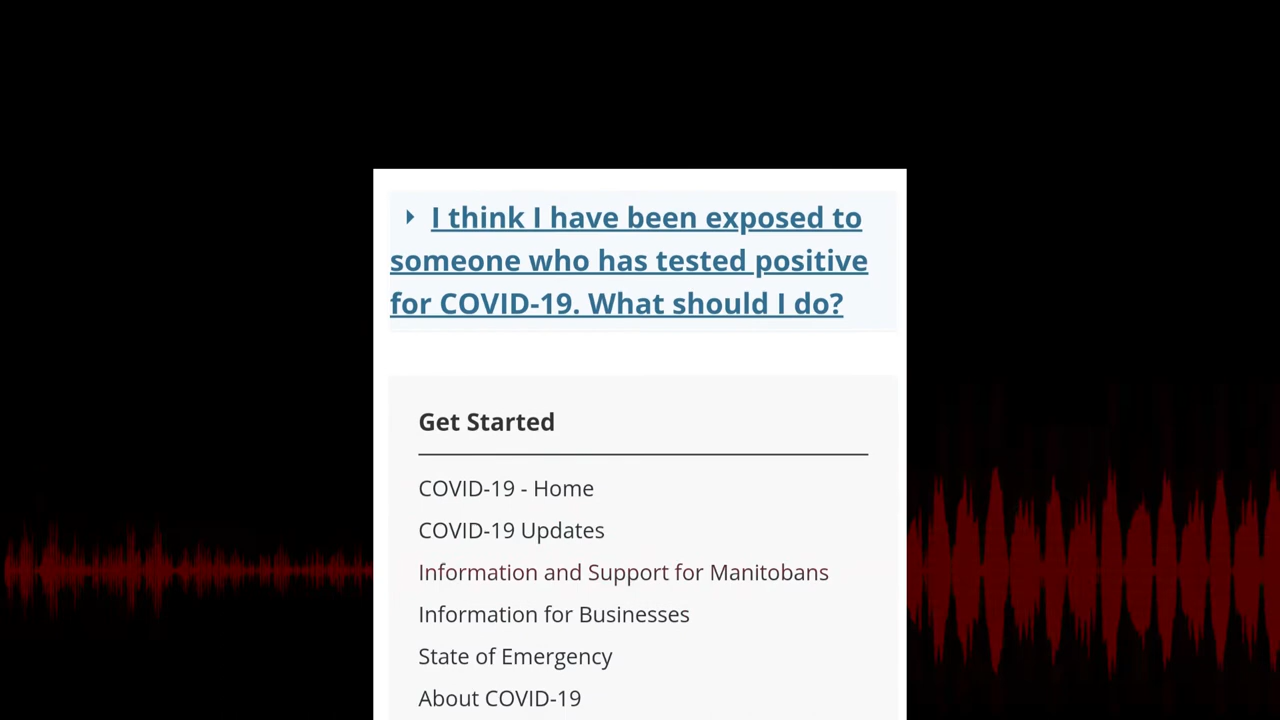 I think I have been exposed to
someone who has tested positive
for COVID-19. What should I do?
Get Started
COVID-19 - Home
COVID-19 Updates
Information and Support for Manitobans
Information for Businesses
State of Emergency
About COVID-19